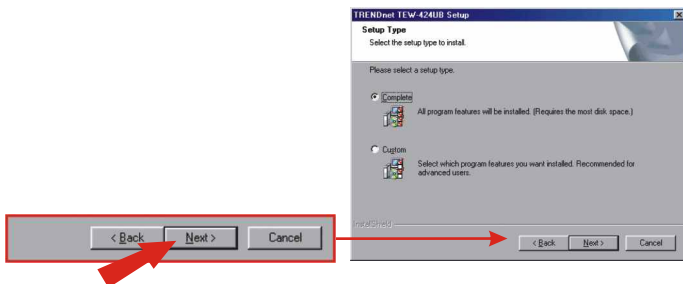 TRENDnet TEW-424UB Setup
Setup Type
Select the setup type to install.
Please select a setup type.
Complete
All program features will be installed. (Requires the most disk space.)
Custom
Select which program features you want installed. Recommended for
advanced users.
InstallShield
< Back Next > Cancel
< Back Next > Cancel